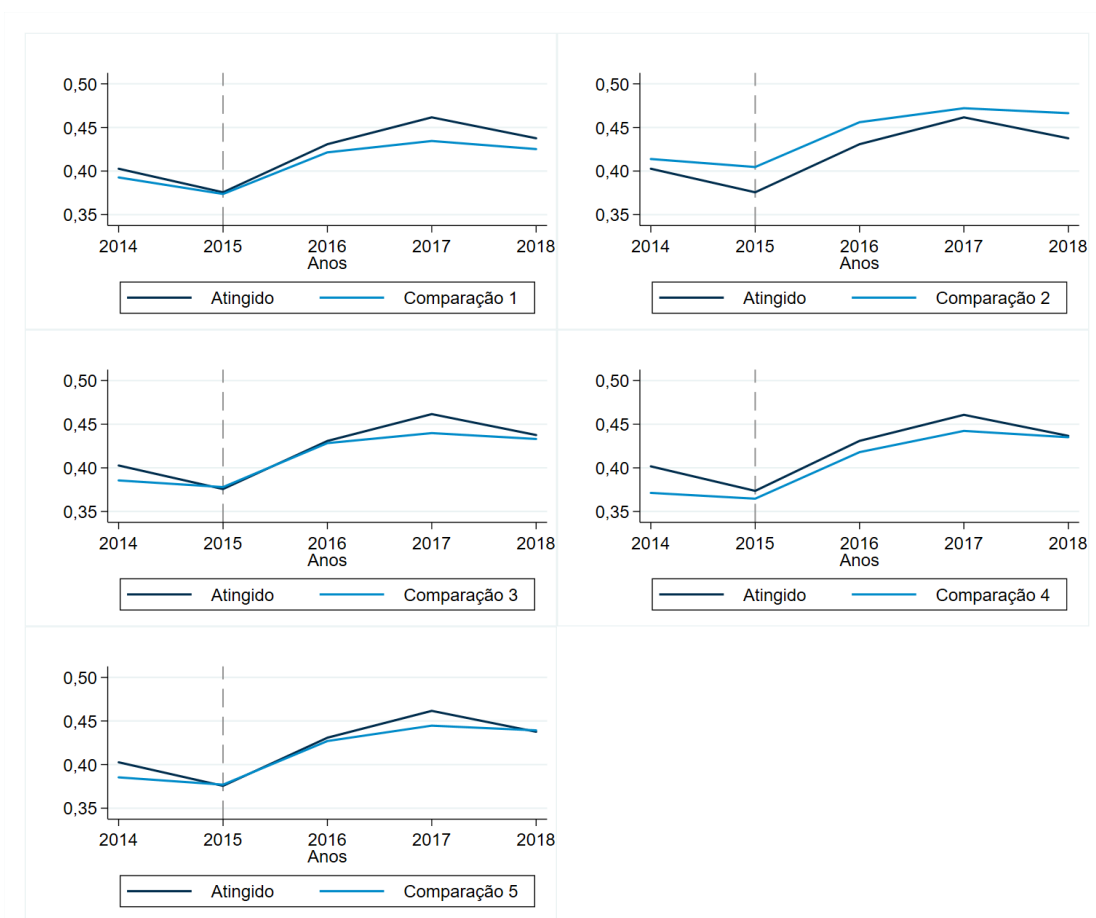 0,50
0,45
0,40
0,35
2014 2015 2016 2017 2018
Anos
Atingido Comparação 1
0,50
0,45
0,40
0,35
2014 2015 2016 2017 2018
Anos
Atingido Comparação 2
0,50
0,45
0,40
0,35
2014 2015 2016 2017 2018
Anos
Atingido Comparação 3
0,50
0,45
0,40
0,35
2014 2015 2016 2017 2018
Anos
Atingido Comparação 4
0,50
0,45
0,40
0,35
2014 2015 2016 2017 2018
Anos
Atingido Comparação 5